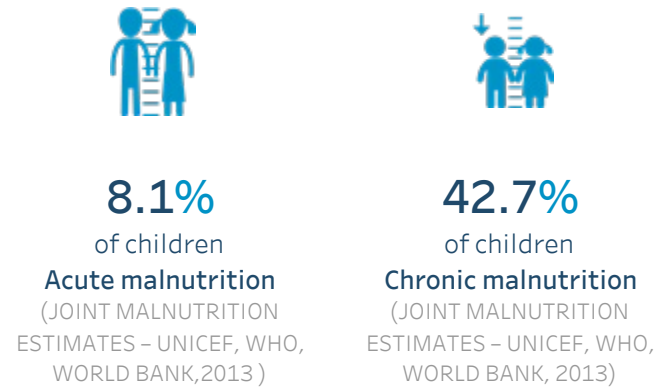 8.1%
of children
Acute malnutrition
(JOINT MALNUTRITION
ESTIMATES – UNICEF, WHO,
WORLD BANK,2013 )
42.7%
of children
Chronic malnutrition
(JOINT MALNUTRITION
ESTIMATES – UNICEF, WHO,
WORLD BANK, 2013)